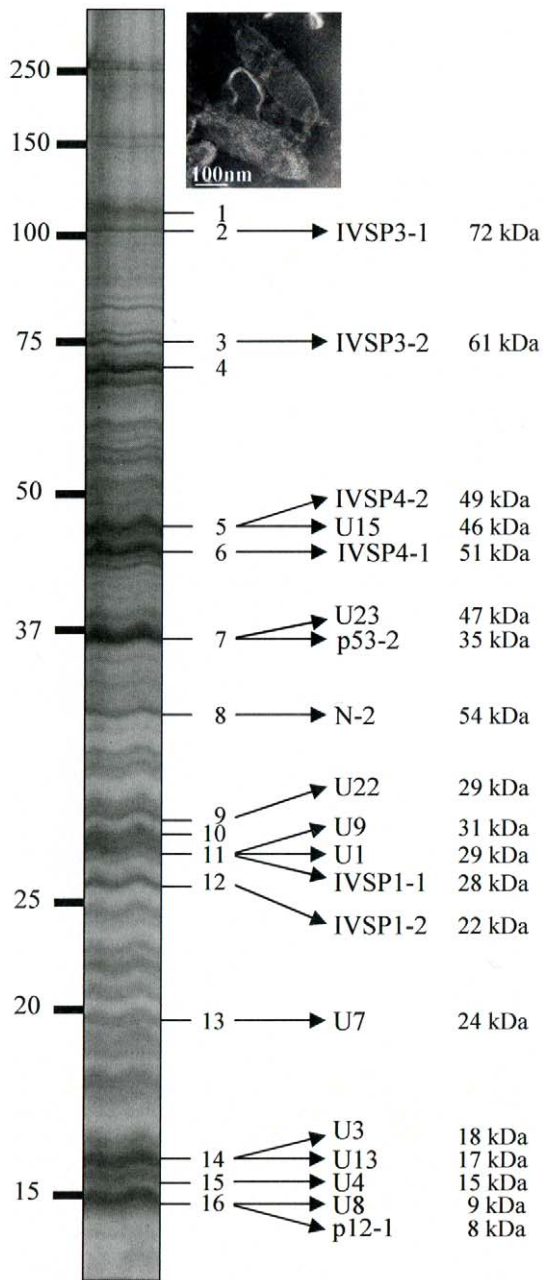 250
100nm
150
1
100 2 IVSP3-1 72 kDa
75 3 IVSP3-2 61 kDa
4
50 IVSP4-2 49 kDa
5 U15 46 kDa
6 IVSP4-1 51 kDa
37 U23 47 kDa
7 p53-2 35 kDa
8 N-2 54 kDa
U22 29 kDa
9
10 U9 31 kDa
11 U1 29 kDa
IVSP1-1 28 kDa
25 12
IVSP1-2 22 kDa
20
13 U7 24 kDa
U3 18 kDa
14 U13 17 kDa
15 15 U4 15 kDa
16 U8 9 kDa
p12-1 8 kDa